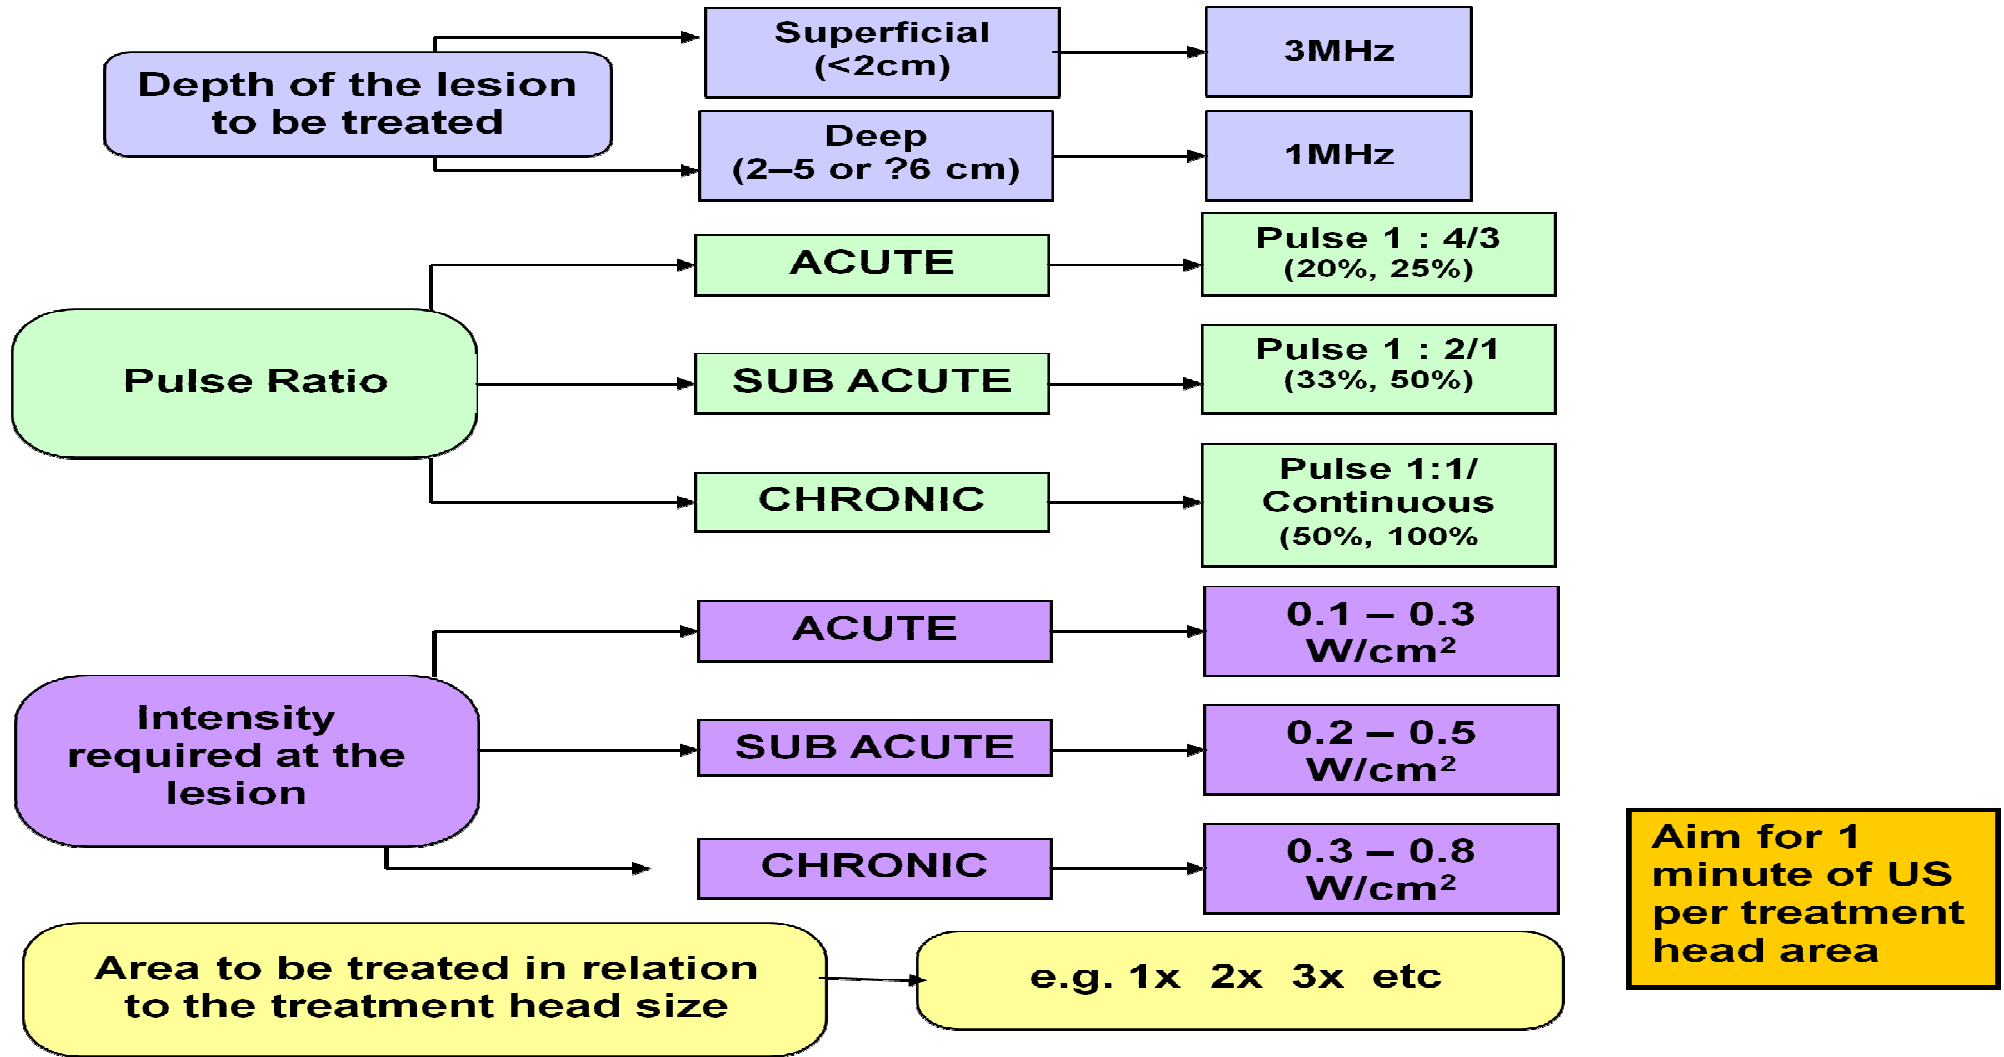 Depth of the lesion
to be treated
Superficial
(<2cm)
3MHz
Deep
(2–5 or ?6 cm)
1MHz
Pulse Ratio
ACUTE
Pulse 1 : 4/3
(20%, 25%)
SUB ACUTE
Pulse 1 : 2/1
(33%, 50%)
CHRONIC
Pulse 1:1/
Continuous
(50%, 100%
Intensity
required at the
lesion
ACUTE
0.1 – 0.3
W/cm²
SUB ACUTE
0.2 – 0.5
W/cm²
CHRONIC
0.3 – 0.8
W/cm²
Area to be treated in relation
to the treatment head size
e.g. 1x 2x 3x etc
Aim for 1
minute of US
per treatment
head area